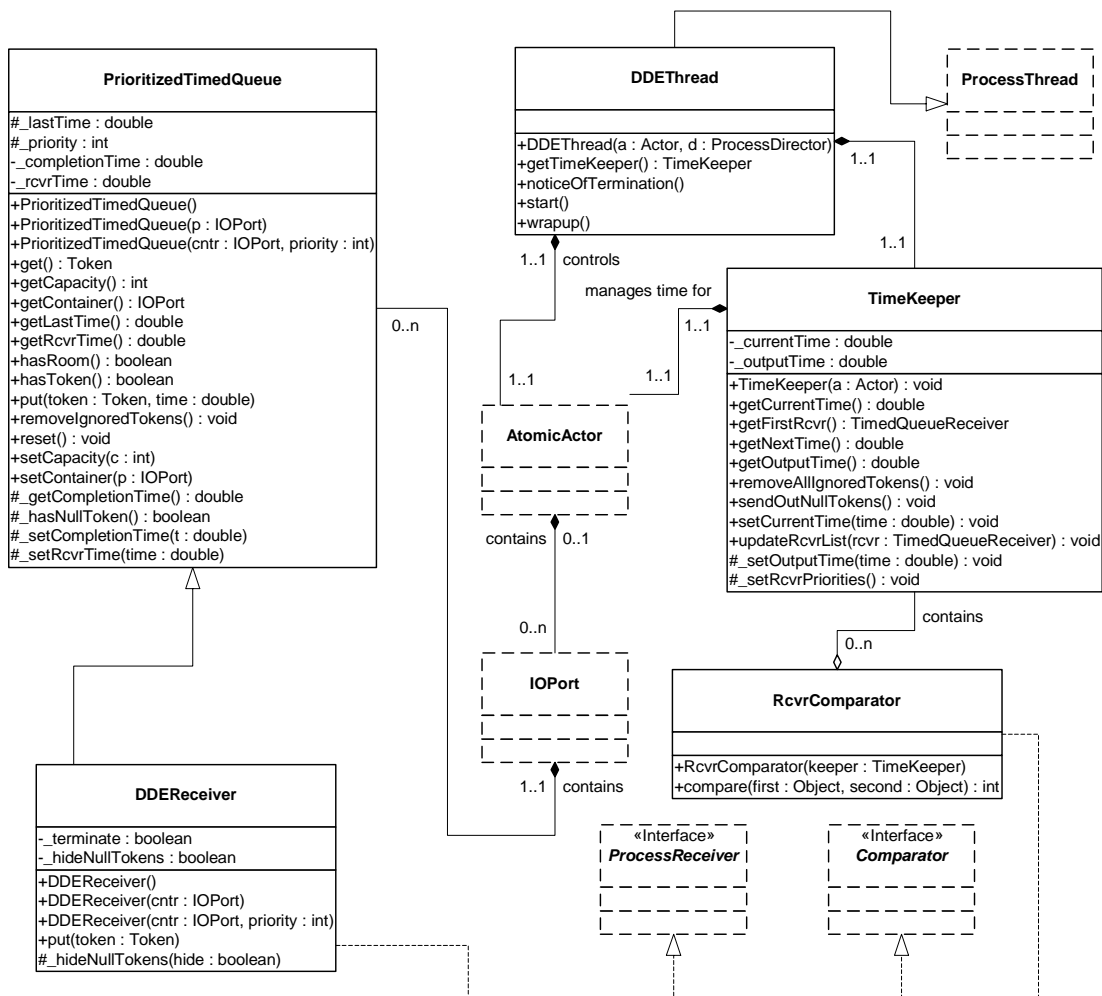 PrioritizedTimedQueue
#_lastTime : double
#_priority : int
-_completionTime : double
-_rcvrTime : double
+PrioritizedTimedQueue()
+PrioritizedTimedQueue(p : IOPort)
+PrioritizedTimedQueue(cntr : IOPort, priority : int)
+get() : Token
+getCapacity() : int
+getContainer() : IOPort
+getLastTime() : double
+getRcvrTime() : double
+hasRoom() : boolean
+hasToken() : boolean
+put(token : Token, time : double)
+removeIgnoredTokens() : void
+reset() : void
+setCapacity(c : int)
+setContainer(p : IOPort)
#_getCompletionTime() : double
#_hasNullToken() : boolean
#_setCompletionTime(t : double)
#_setRcvrTime(time : double)
0..n
DDEThread
+DDEThread(a : Actor, d : ProcessDirector)
+getTimeKeeper() : TimeKeeper
+noticeOfTermination()
+start()
+wrapup()
ProcessThread
1..1
1..1
1..1
controls
manages time for
1..1
1..1
1..1
TimeKeeper
-_currentTime : double
-_outputTime : double
+TimeKeeper(a : Actor) : void
+getCurrentTime() : double
+getFirstRcvr() : TimedQueueReceiver
+getNextTime() : double
+getOutputTime() : double
+removeAllIgnoredTokens() : void
+sendOutNullTokens() : void
+setCurrentTime(time : double) : void
+updateRcvrList(rcvr : TimedQueueReceiver) : void
#_setOutputTime(time : double) : void
#_setRcvrPriorities() : void
AtomicActor
contains
0..1
0..n
contains
0..n
IOPort
1..1
contains
RcvrComparator
+RcvrComparator(keeper : TimeKeeper)
+compare(first : Object, second : Object) : int
DDEReceiver
-_terminate : boolean
-_hideNullTokens : boolean
+DDEReceiver()
+DDEReceiver(cntr : IOPort)
+DDEReceiver(cntr : IOPort, priority : int)
+put(token : Token)
#_hideNullTokens(hide : boolean)
«Interface»
ProcessReceiver
«Interface»
Comparator